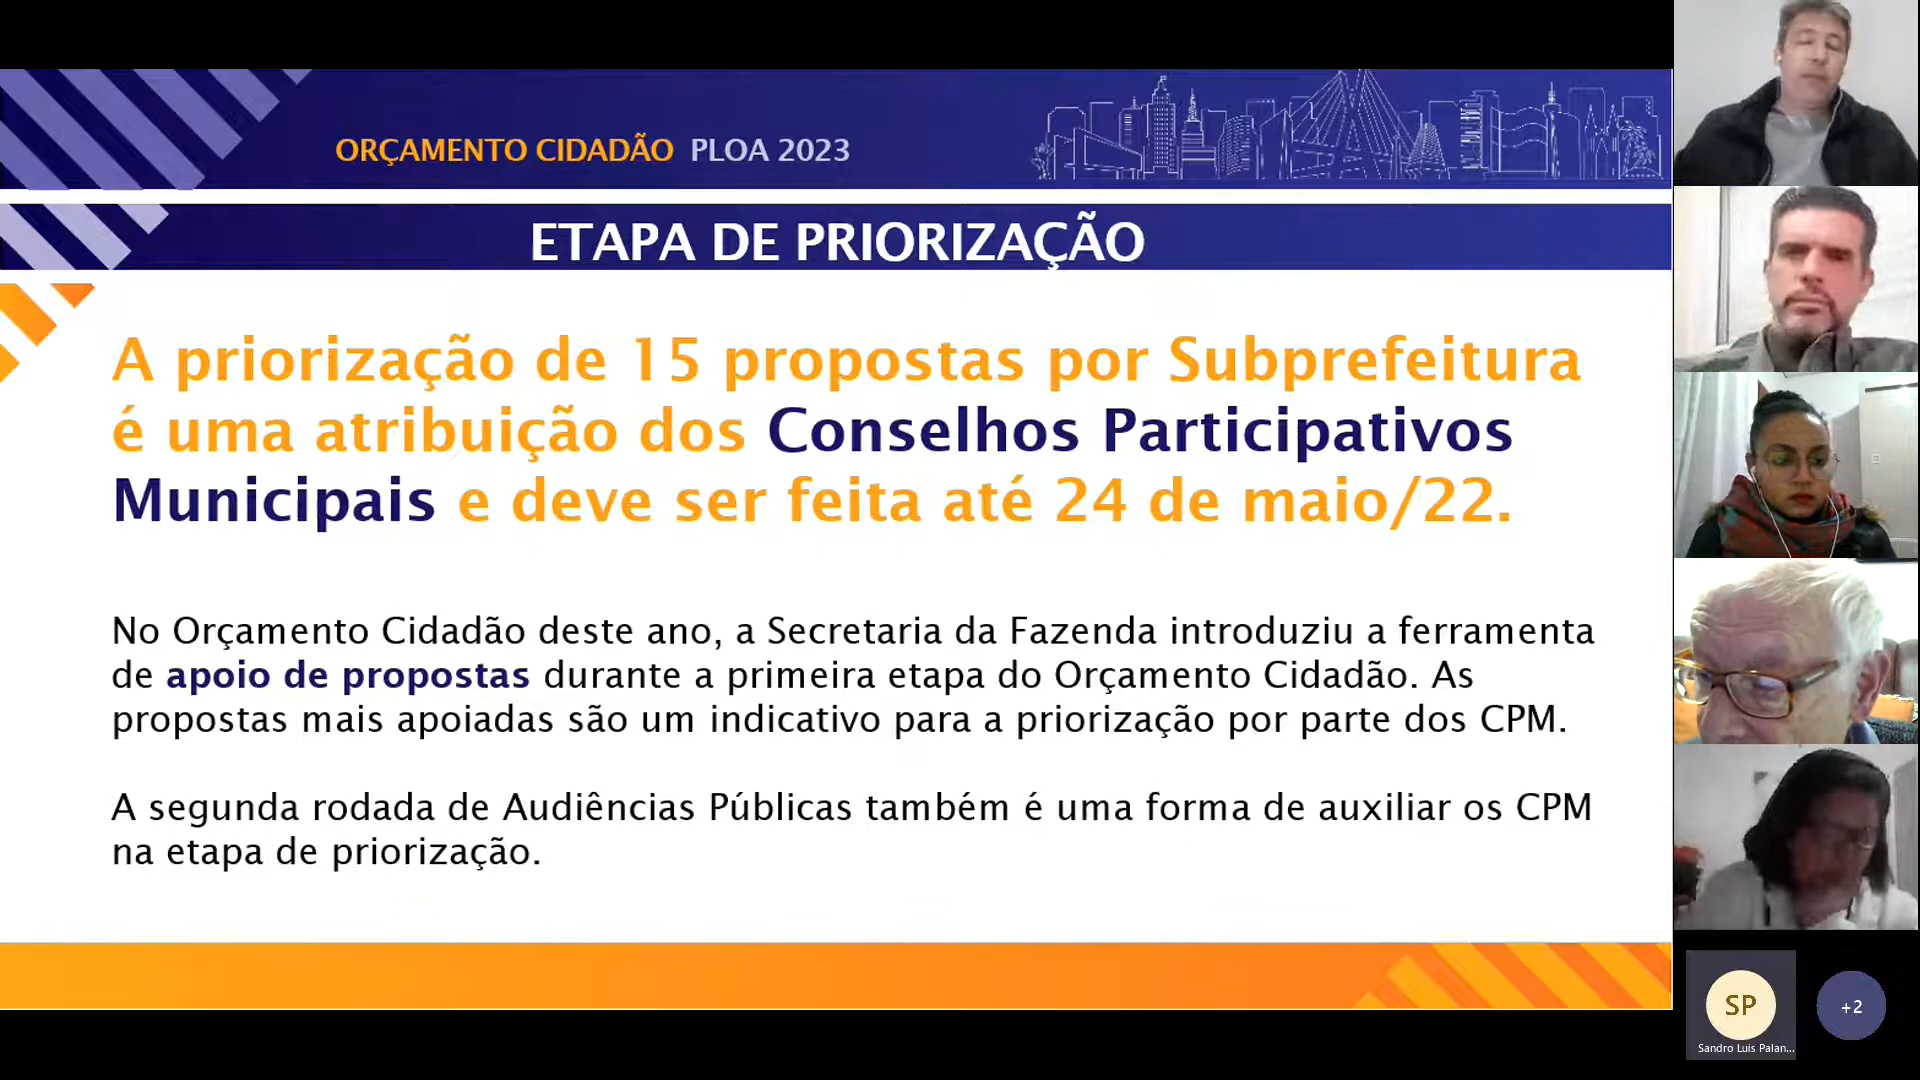 ORÇAMENTO CIDADÃO PLOA 2023
ETAPA DE PRIORIZAÇÃO
A priorização de 15 propostas por Subprefeitura
é uma atribuição dos Conselhos Participativos
Municipais e deve ser feita até 24 de maio/22.
No Orçamento Cidadão deste ano, a Secretaria da Fazenda introduziu a ferramenta
de apoio de propostas durante a primeira etapa do Orçamento Cidadão. As
propostas mais apoiadas são um indicativo para a priorização por parte dos CPM.
A segunda rodada de Audiências Públicas também é uma forma de auxiliar os CPM
na etapa de priorização.
SP
+2
Sandro Luis Palan...